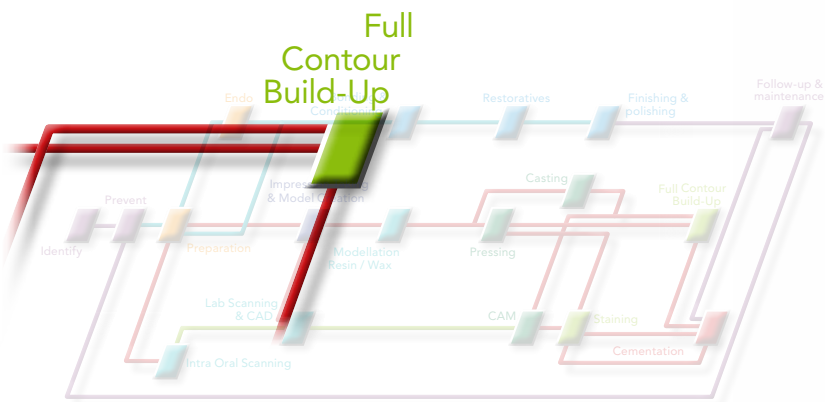 Full
Contour
Build-Up
Endo
Conditioning
Restoratives
Finishing &
polishing
Follow-up &
maintenance
Casting
Full Contour
Build-Up
Prevent
& Model Creation
Identify
Preparation
Modellation
Resin / Wax
Pressing
Lab Scanning
& CAD
CAM
Staining
Cementation
Intra Oral Scanning